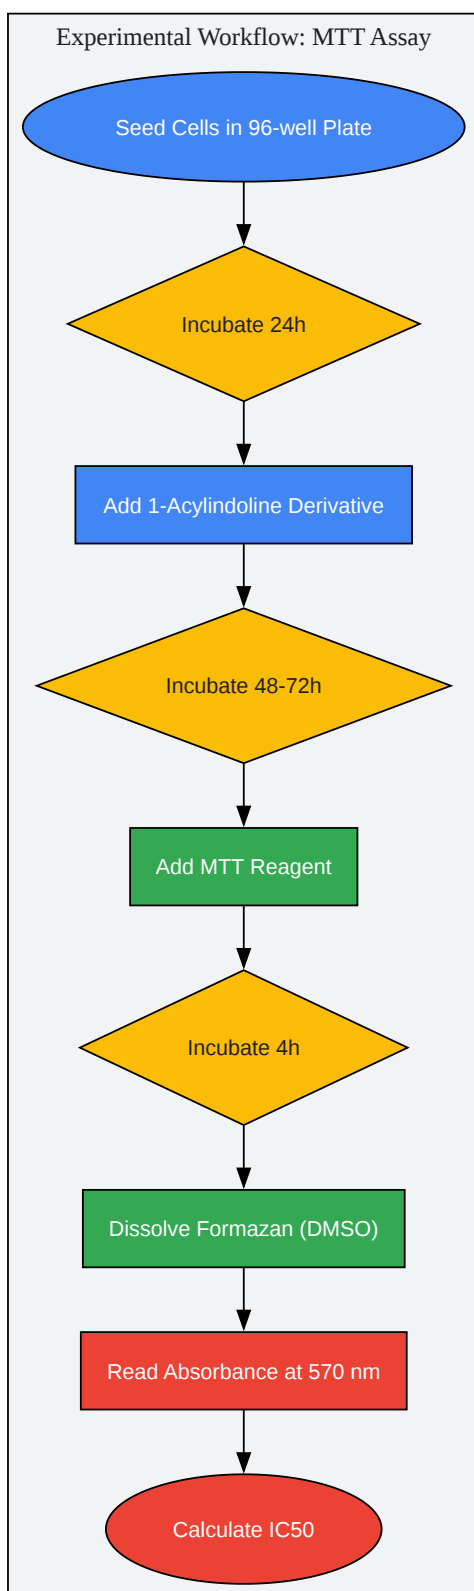 Experimental Workflow: MTT Assay
Seed Cells in 96-well Plate
Incubate 24h
Add 1-Acylindoline Derivative
Incubate 48-72h
Add MTT Reagent
Incubate 4h
Dissolve Formazan (DMSO)
Read Absorbance at 570 nm
Calculate IC50